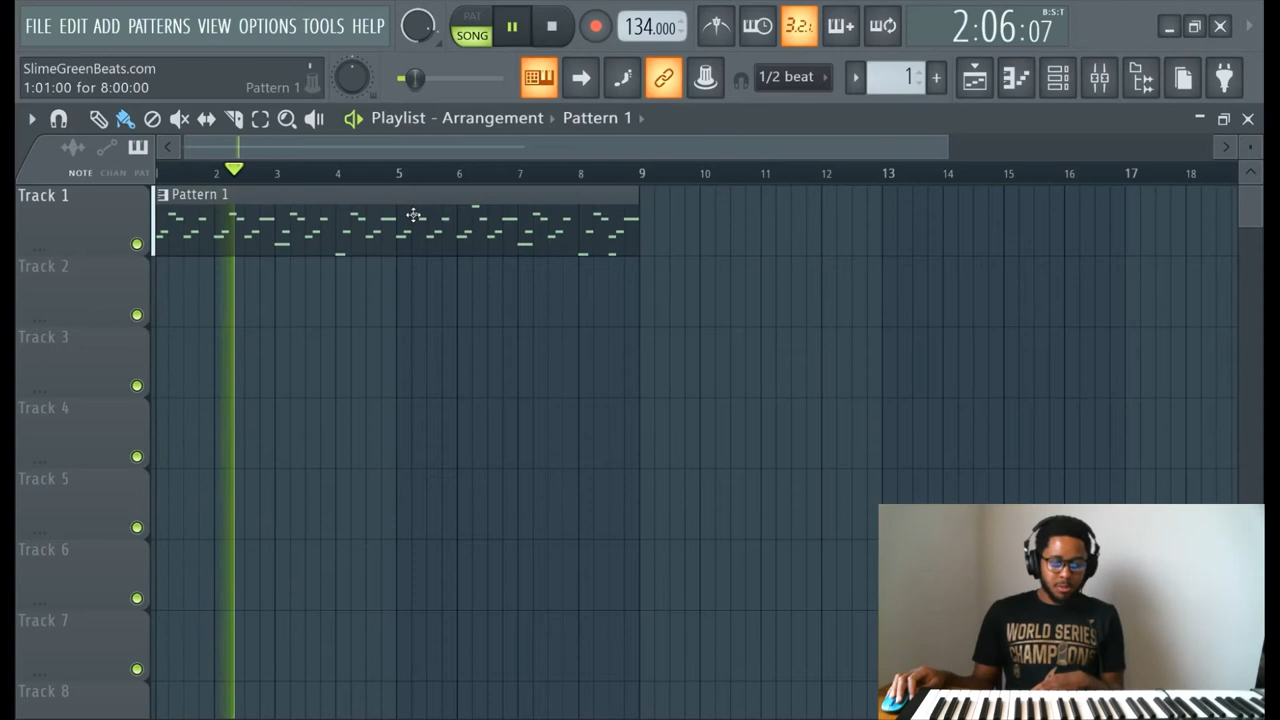 FILE EDIT ADD PATTERNS VIEW OPTIONS TOOLS HELP
PAT
SONG
134.000
3.2.
B:S:T
2:06:07
SlimeGreenBeats.com
1:01:00 for 8:00:00
Pattern 1
1/2 beat
1
Playlist - Arrangement › Pattern 1 ›
NOTE CHAN PAT
2 3 4 5 6 7 8 9 10 11 12 13 14 15 16 17 18
Track 1
Pattern 1
Track 2
Track 3
Track 4
Track 5
Track 6
Track 7
Track 8
WORLD SERIES
CHAMPIONS